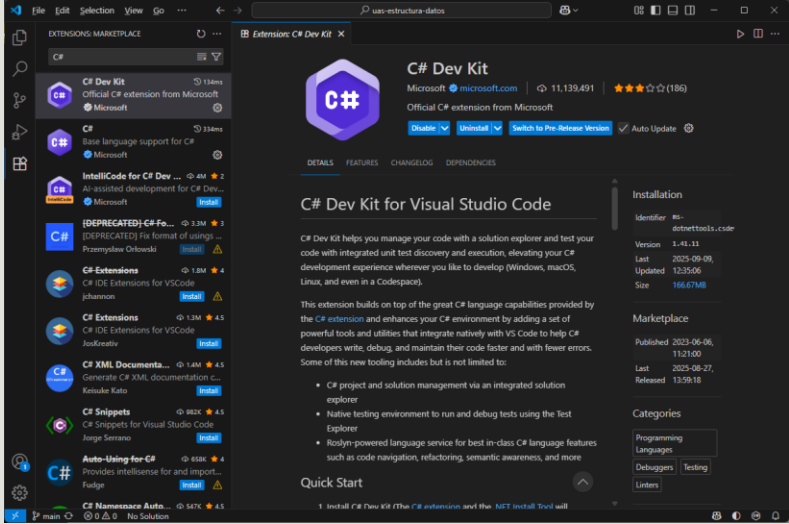 File Edit Selection View Go ··· uas-estructura-datos
EXTENSIONS: MARKETPLACE
C#
C# Dev Kit 134ms
Official C# extension from Microsoft
Microsoft
C# 334ms
Base language support for C#
Microsoft
IntelliCode for C# Dev ... 4M 2
AI-assisted development for C# Dev...
Microsoft Install
[DEPRECATED] C# Fo... 3.3M 3
[DEPRECATED] Fix format of usings ...
Przemysław Orłowski Install
C# Extensions 1.8M 4
C# IDE Extensions for VSCode
jchannon Install
C# Extensions 1.3M 4.5
C# IDE Extensions for VSCode
JosKreativ Install
C# XML Documenta... 1.4M 4.5
Generate C# XML documentation c...
Keisuke Kato Install
C# Snippets 982K 4.5
C# Snippets for Visual Studio Code
Jorge Serrano Install
Auto-Using for C# 658K 4
Provides intellisense for and import...
Fudge Install
C# Namespace Auto... 547K 4.5
Extension: C# Dev Kit
C# Dev Kit
Microsoft microsoft.com 11,139,491 (186)
Official C# extension from Microsoft
Disable Uninstall Switch to Pre-Release Version Auto Update
DETAILS FEATURES CHANGELOG DEPENDENCIES
C# Dev Kit for Visual Studio Code
C# Dev Kit helps you manage your code with a solution explorer and test your
code with integrated unit test discovery and execution, elevating your C#
development experience wherever you like to develop (Windows, macOS,
Linux, and even in a Codespace).
This extension builds on top of the great C# language capabilities provided by
the C# extension and enhances your C# environment by adding a set of
powerful tools and utilities that integrate natively with VS Code to help C#
developers write, debug, and maintain their code faster and with fewer errors.
Some of this new tooling includes but is not limited to:
• C# project and solution management via an integrated solution
explorer
• Native testing environment to run and debug tests using the Test
Explorer
• Roslyn-powered language service for best in-class C# language features
such as code navigation, refactoring, semantic awareness, and more
Quick Start
1. Install C# Dev Kit (The C# extension and the .NET Install Tool will
Installation
Identifier ms-
dotnettools.csdev
Version 1.41.11
Last 2025-09-09,
Updated 12:35:06
Size 166.67MB
Marketplace
Published 2023-06-06,
11:21:00
Last 2025-08-27,
Released 13:59:18
Categories
Programming
Languages
Debuggers Testing
Linters
main 0 0 No Solution